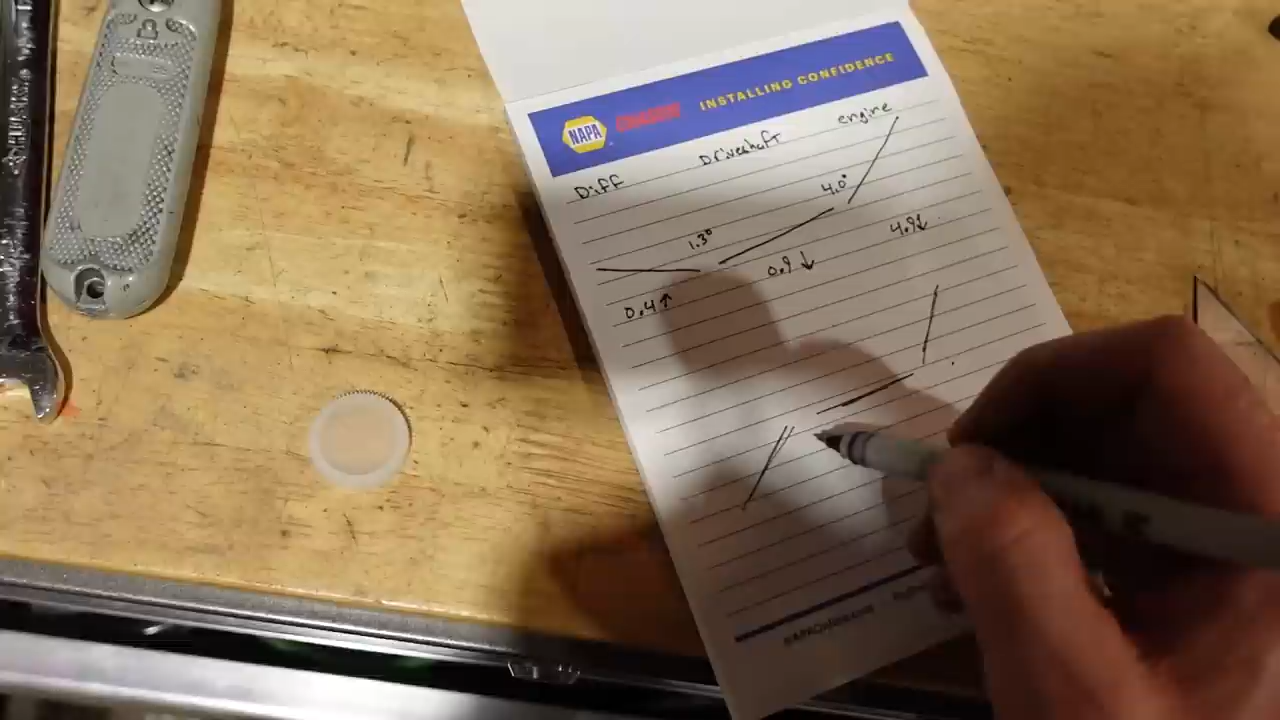 NAPA
INSTALLING CONFIDENCE
Diff Driveshaft engine
1.3° 4.0°
0.4↑ 0.9↓ 4.9↓